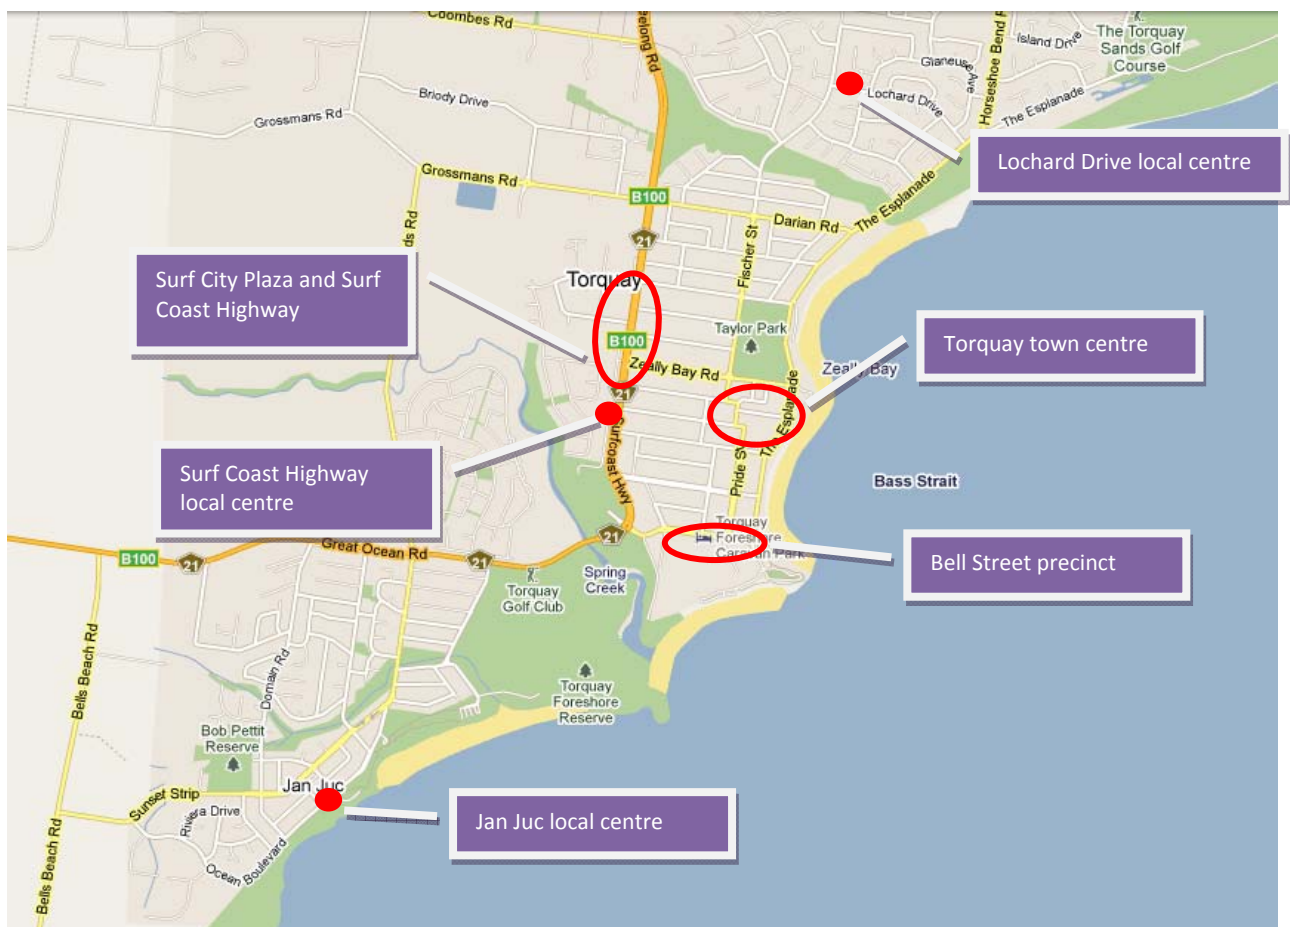 Coombes Rd
eelong Rd
Island Drive
The Torquay
Sands Golf
Course
Glaneuse
Ave
Horseshoe Bend R
Briody Drive
Lochard Drive
The Esplanade
Grossmans Rd
Lochard Drive local centre
Grossmans Rd
B100
The Esplanade
Darian Rd
ds Rd
21
Fischer St
Surf City Plaza and Surf
Coast Highway
Torquay
Taylor Park
B100
Torquay town centre
Zeally Bay Rd
Zeally Bay
21
The Esplanade
Surfcoast Hwy
Pride St
Surf Coast Highway
local centre
Bass Strait
Torquay
Foreshore
Caravan Park
21
Great Ocean Rd
B100
21
21
Bell Street precinct
Spring
Creek
Torquay
Golf Club
Bells Beach Rd
Domain Rd
Torquay
Foreshore
Reserve
Bob Pettit
Reserve
Jan Juc
Sunset Strip
Riviera Drive
Jan Juc local centre
Ocean Boulevard
Bells Beach Rd